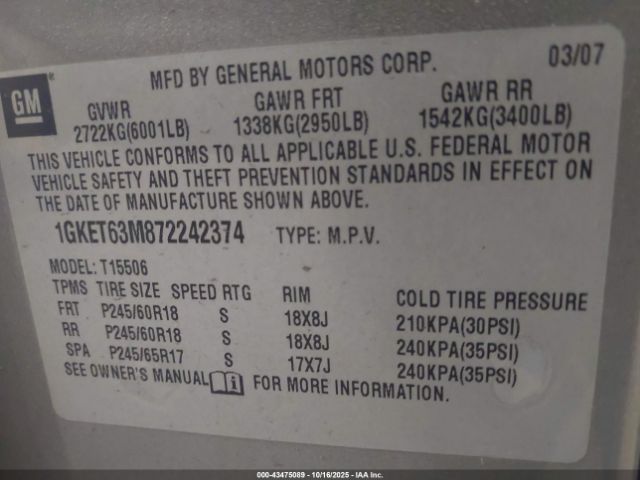 GM
MFD BY GENERAL MOTORS CORP. 03/07
GVWR GAWR FRT GAWR RR
2722KG(6001LB) 1338KG(2950LB) 1542KG(3400LB)
THIS VEHICLE CONFORMS TO ALL APPLICABLE U.S. FEDERAL MOTOR
VEHICLE SAFETY AND THEFT PREVENTION STANDARDS IN EFFECT ON
THE DATE OF MANUFACTURE SHOWN ABOVE.
1GKET63M872242374 TYPE: M.P.V.
MODEL: T15506
TPMS TIRE SIZE SPEED RTG RIM COLD TIRE PRESSURE
FRT P245/60R18 S 18X8J 210KPA(30PSI)
RR P245/60R18 S 18X8J 240KPA(35PSI)
SPA P245/65R17 S 17X7J 240KPA(35PSI)
SEE OWNER'S MANUAL FOR MORE INFORMATION.
000-43475089 - 10/16/2025 - IAAI.COM